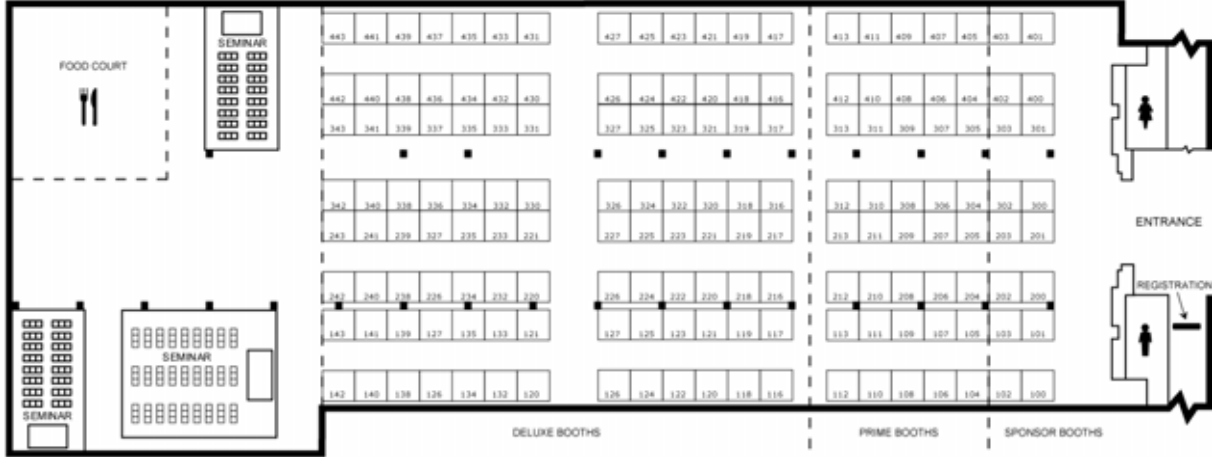 443 441 439 437 435 433 431 427 425 423 421 419 417 413 411 409 407 405 403 401
SEMINAR
FOOD COURT
442 440 438 436 434 432 430 426 424 422 420 418 416 412 410 408 406 404 402 400
343 341 339 337 335 333 331 327 325 323 321 319 317 313 311 309 307 305 303 301
342 340 338 336 334 332 330 326 324 322 320 318 316 312 310 308 306 304 302 300
ENTRANCE
243 241 239 327 235 233 221 227 225 223 221 219 217 213 211 209 207 205 203 201
REGISTRATION
242 240 238 226 234 232 220 226 224 222 220 218 216 212 210 208 206 204 202 200
143 141 139 127 135 133 121 127 125 123 121 119 117 113 111 109 107 105 103 101
SEMINAR
142 140 138 126 134 132 120 126 124 122 120 118 116 112 110 108 106 104 102 100
SEMINAR
DELUXE BOOTHS PRIME BOOTHS SPONSOR BOOTHS